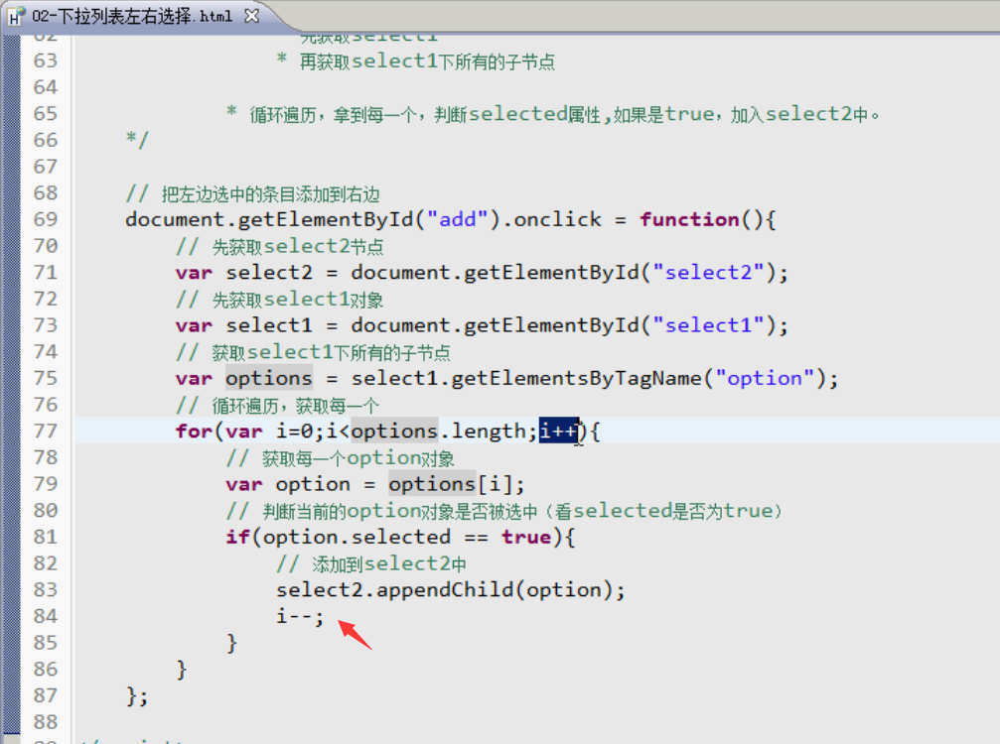 02-下拉列表左右选择.html
62 先获取select1
63 * 再获取select1下所有的子节点
64
65 * 循环遍历，拿到每一个，判断selected属性,如果是true，加入select2中。
66 */
67
68 // 把左边选中的条目添加到右边
69 document.getElementById("add").onclick = function(){
70 // 先获取select2节点
71 var select2 = document.getElementById("select2");
72 // 先获取select1对象
73 var select1 = document.getElementById("select1");
74 // 获取select1下所有的子节点
75 var options = select1.getElementsByTagName("option");
76 // 循环遍历，获取每一个
77 for(var i=0;i<options.length;i++){
78 // 获取每一个option对象
79 var option = options[i];
80 // 判断当前的option对象是否被选中（看selected是否为true）
81 if(option.selected == true){
82 // 添加到select2中
83 select2.appendChild(option);
84 i--;
85 }
86 }
87 };
88